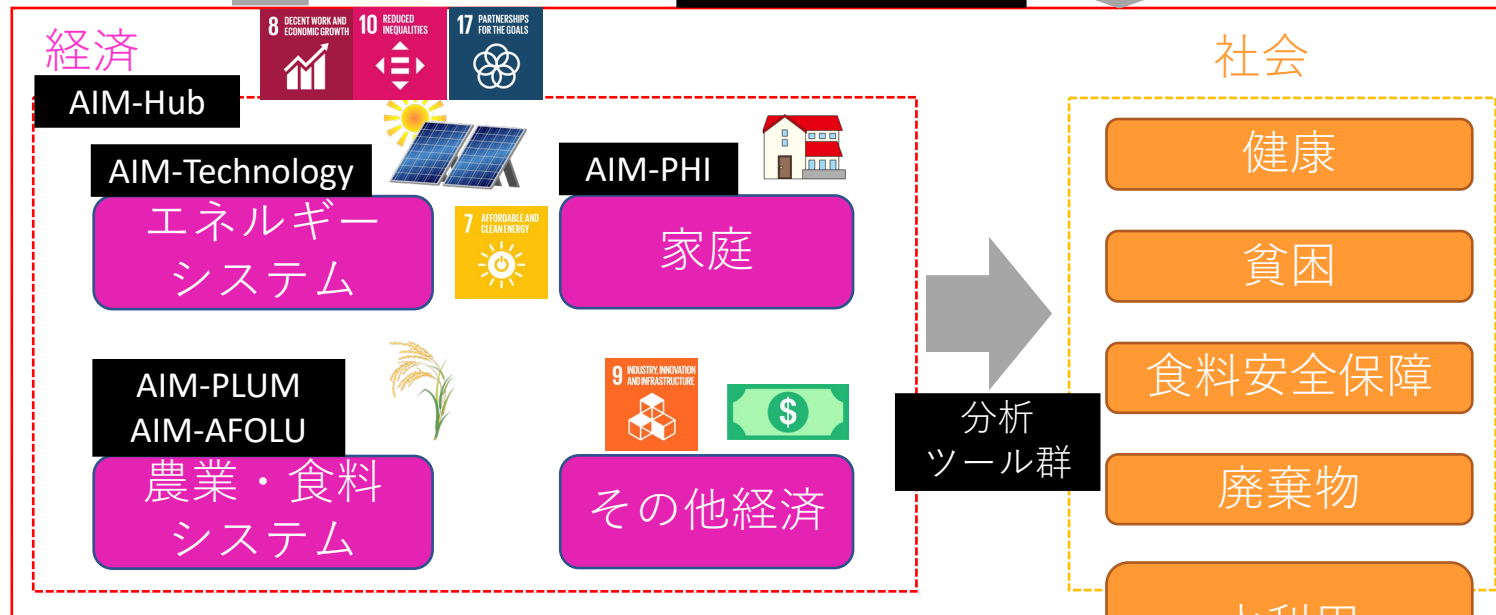 経済
8 DECENT WORK AND
ECONOMIC GROWTH
10 REDUCED
INEQUALITIES
17 PARTNERSHIPS
FOR THE GOALS
社会
AIM-Hub
AIM-Technology
エネルギー
システム
7 AFFORDABLE AND
CLEAN ENERGY
AIM-PHI
家庭
AIM-PLUM
AIM-AFOLU
農業・食料
システム
9 INDUSTRY, INNOVATION
AND INFRASTRUCTURE
$
その他経済
分析
ツール群
健康
貧困
食料安全保障
廃棄物
利用